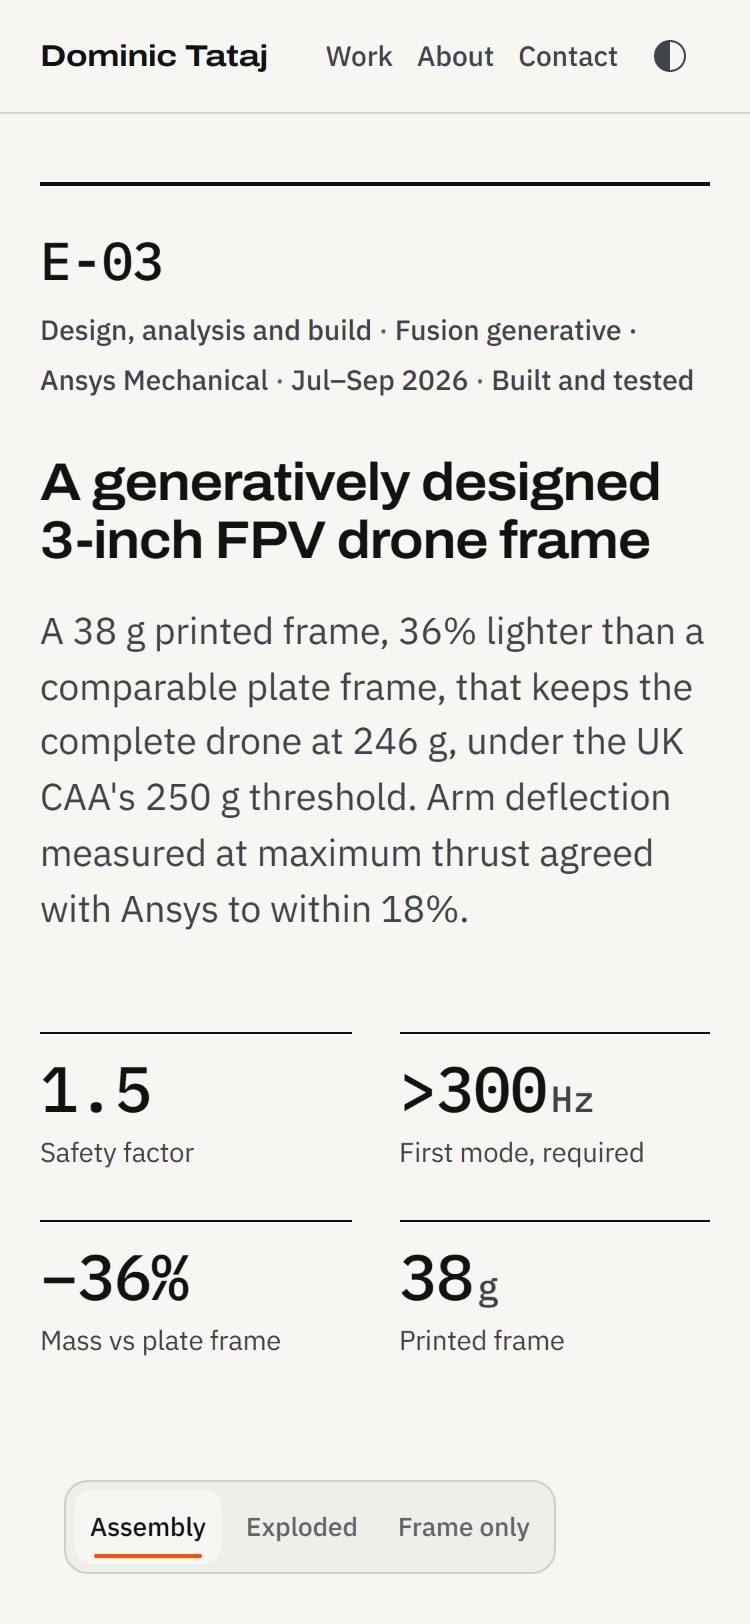 Dominic Tataj Work About Contact
E-03
Design, analysis and build · Fusion generative ·
Ansys Mechanical · Jul–Sep 2026 · Built and tested
A generatively designed
3-inch FPV drone frame
A 38 g printed frame, 36% lighter than a
comparable plate frame, that keeps the
complete drone at 246 g, under the UK
CAA's 250 g threshold. Arm deflection
measured at maximum thrust agreed
with Ansys to within 18%.
1.5
Safety factor
>300 Hz
First mode, required
−36%
Mass vs plate frame
38 g
Printed frame
Assembly Exploded Frame only